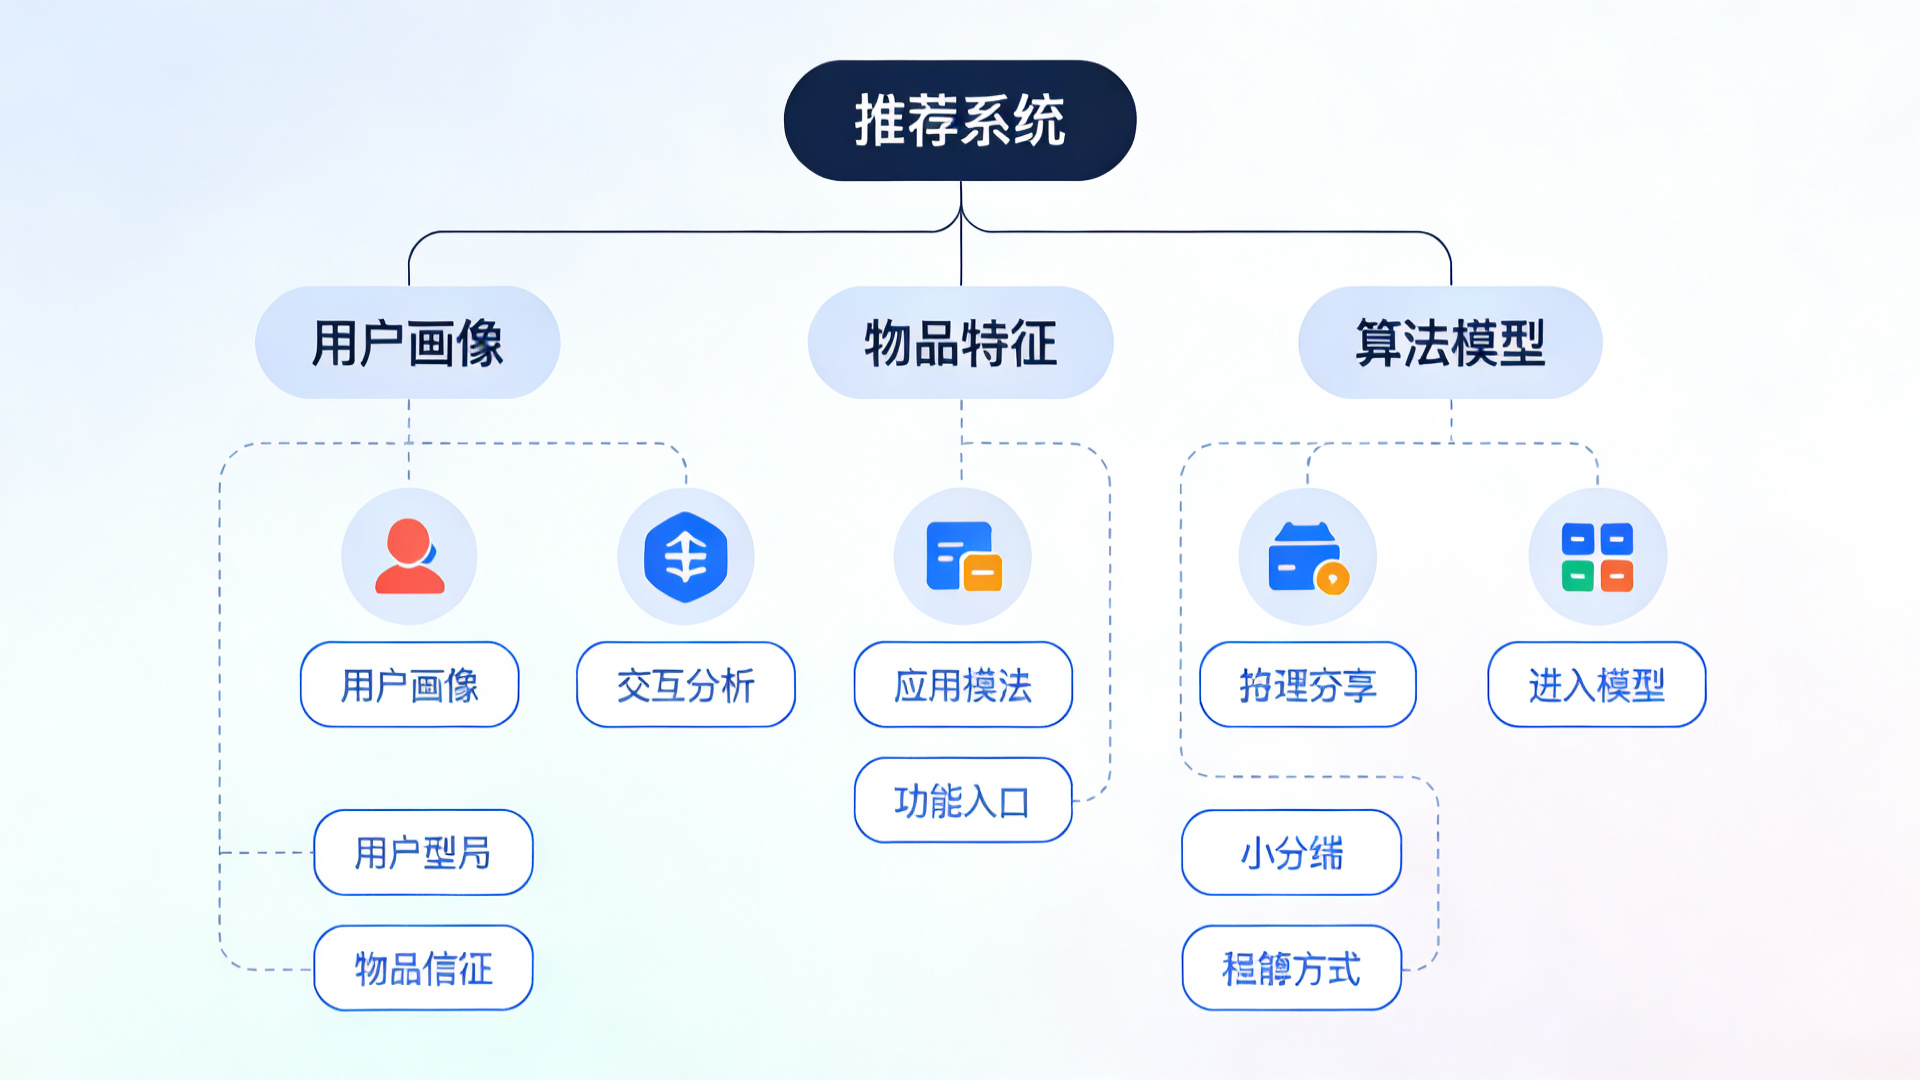 推荐系统
用户画像
物品特征
算法模型
用户画像
交互分析
应用模法
进入模型
功能入口
用户型局
小分端
物品信征
方式